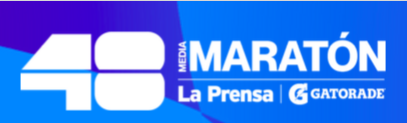 48
MEDIA
MARATÓN
La Prensa | G GATORADE